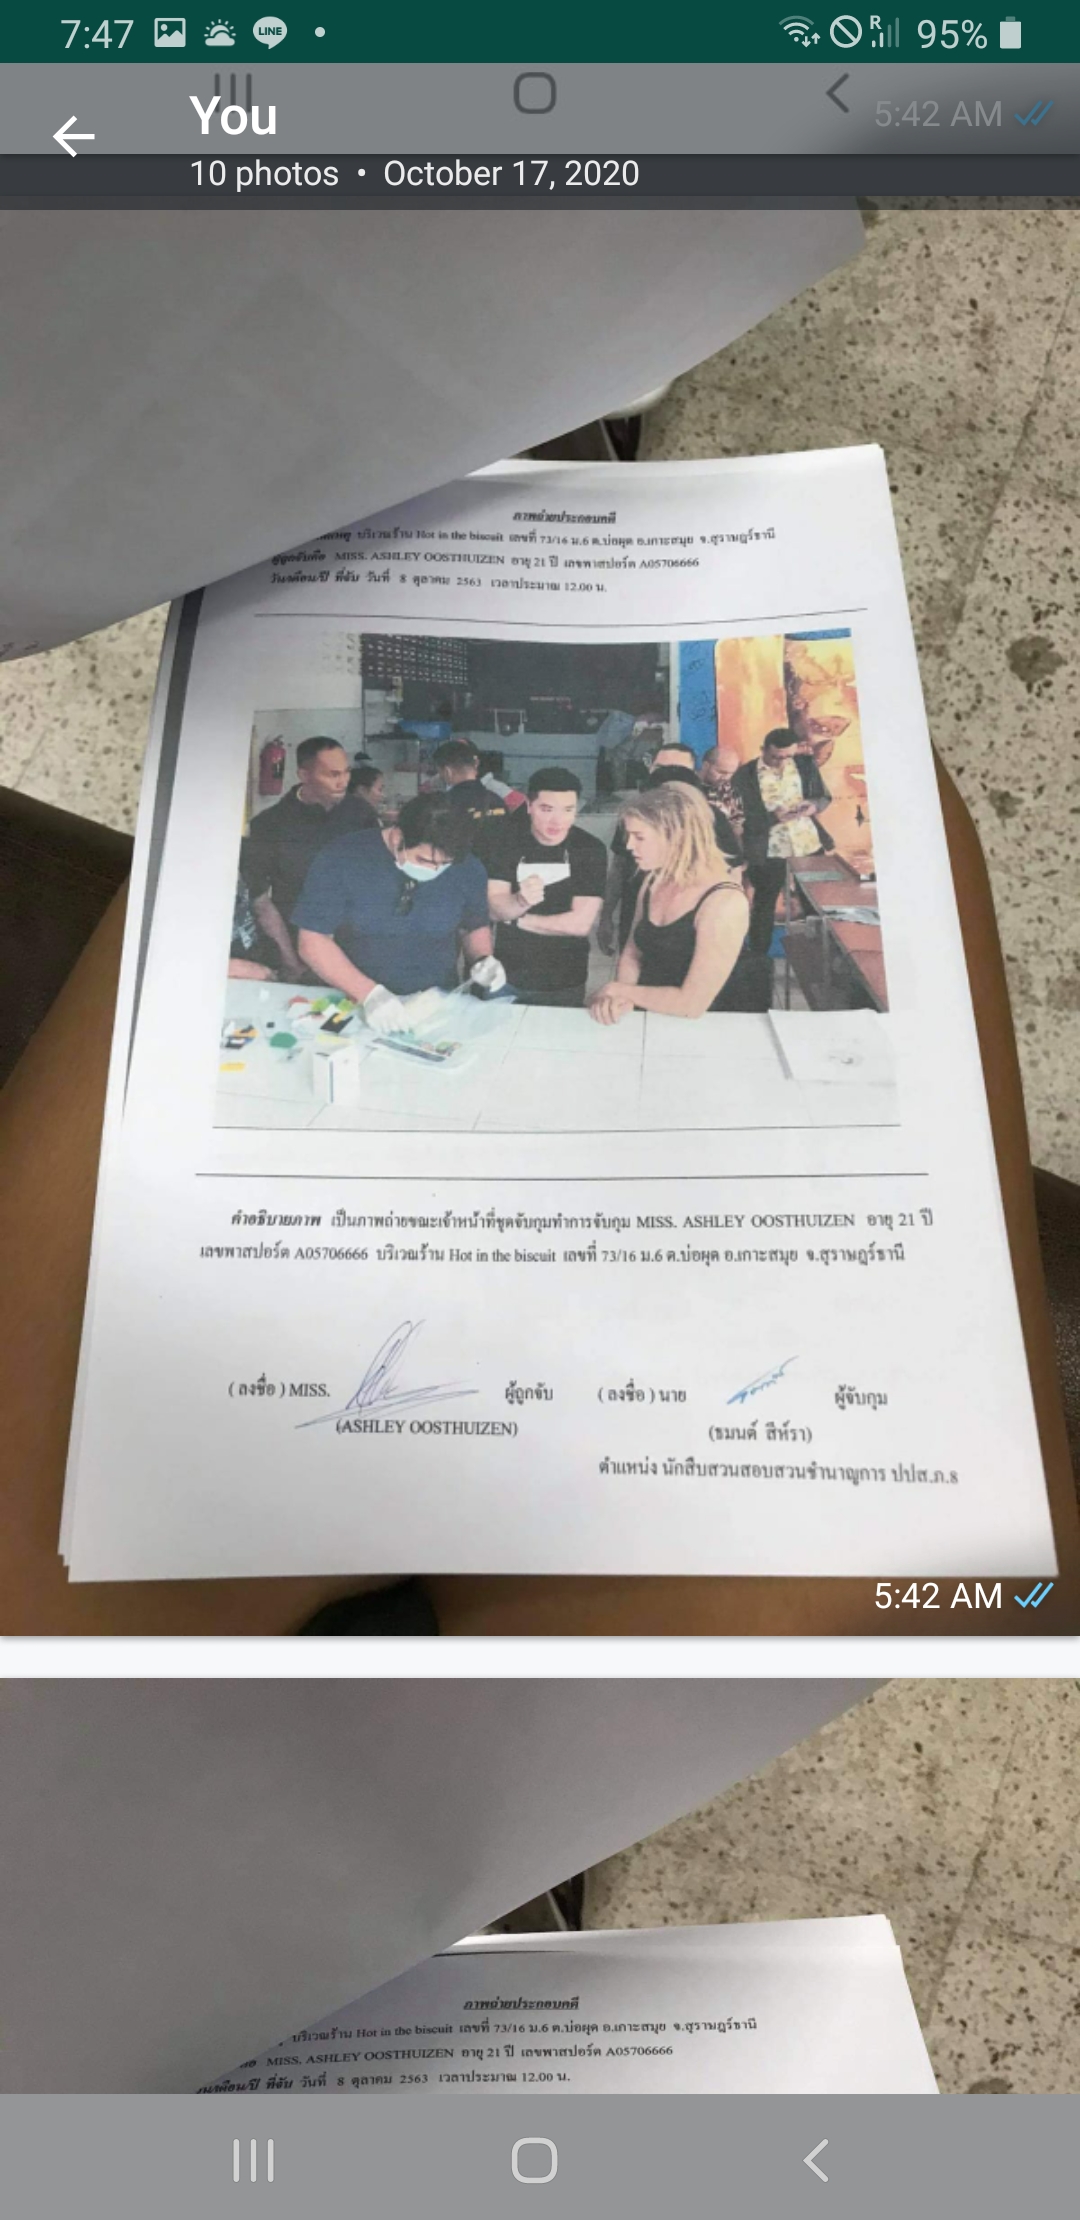 7:47 LINE 95%
You
5:42 AM
10 photos • October 17, 2020
ภาพถ่ายประกอบคดี
บริเวณร้าน Hot in the biscuit เลขที่ 73/16 ม.6 ต.บ่อผุด อ.เกาะสมุย จ.สุราษฎร์ธานี
ผู้ถูกจับคือ MISS. ASHLEY OOSTHUIZEN อายุ 21 ปี เลขพาสปอร์ต A05706666
วัน/เดือน/ปี ที่จับ วันที่ 8 ตุลาคม 2563 เวลาประมาณ 12.00 น.
คำอธิบายภาพ เป็นภาพถ่ายขณะเจ้าหน้าที่ชุดจับกุมทำการจับกุม MISS. ASHLEY OOSTHUIZEN อายุ 21 ปี
เลขพาสปอร์ต A05706666 บริเวณร้าน Hot in the biscuit เลขที่ 73/16 ม.6 ต.บ่อผุด อ.เกาะสมุย จ.สุราษฎร์ธานี
( ลงชื่อ ) MISS. ผู้ถูกจับ ( ลงชื่อ ) นาย ผู้จับกุม
(ASHLEY OOSTHUIZEN) (ธมนต์ สีห์รา)
ตำแหน่ง นักสืบสวนสอบสวนชำนาญการ ปปส.ภ.8
5:42 AM
ภาพถ่ายประกอบคดี
บริเวณร้าน Hot in the biscuit เลขที่ 73/16 ม.6 ต.บ่อผุด อ.เกาะสมุย จ.สุราษฎร์ธานี
MISS. ASHLEY OOSTHUIZEN อายุ 21 ปี เลขพาสปอร์ต A05706666
ที่จับ วันที่ 8 ตุลาคม 2563 เวลาประมาณ 12.00 น.